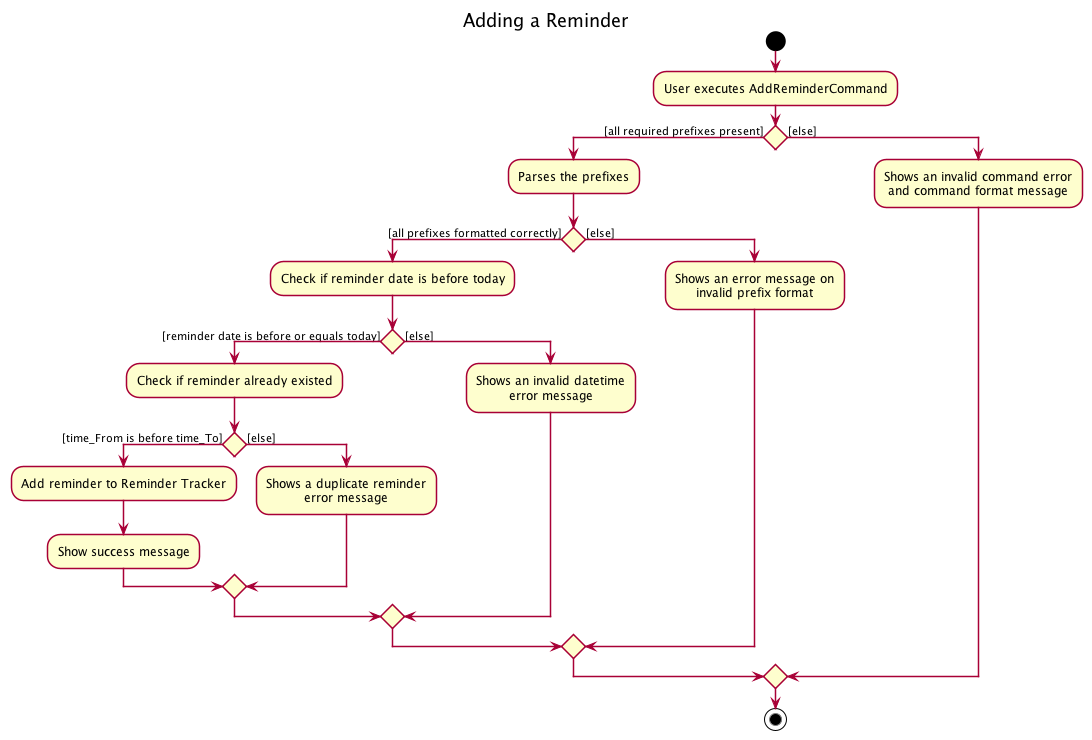 Adding a Reminder
User executes AddReminderCommand
[all required prefixes present]
[else]
Parses the prefixes
Shows an invalid command error
and command format message
[all prefixes formatted correctly]
[else]
Check if reminder date is before today
Shows an error message on
invalid prefix format
[reminder date is before or equals today]
[else]
Check if reminder already existed
Shows an invalid datetime
error message
[time_From is before time_To]
[else]
Add reminder to Reminder Tracker
Shows a duplicate reminder
error message
Show success message